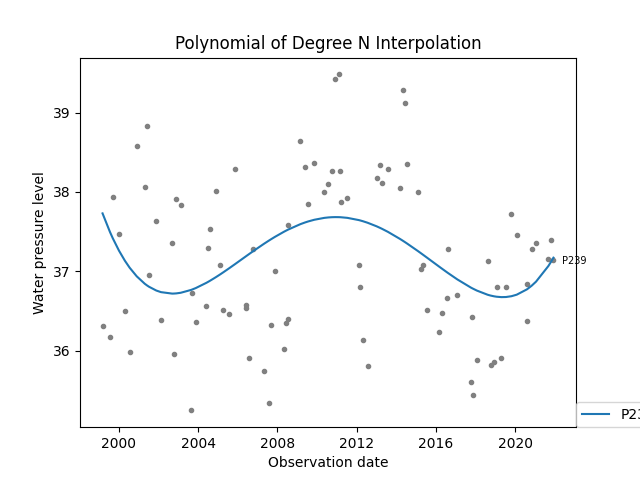 Polynomial of Degree N Interpolation
Water pressure level
39
38
37
36
P239
2000
2004
2008
2012
2016
2020
Observation date